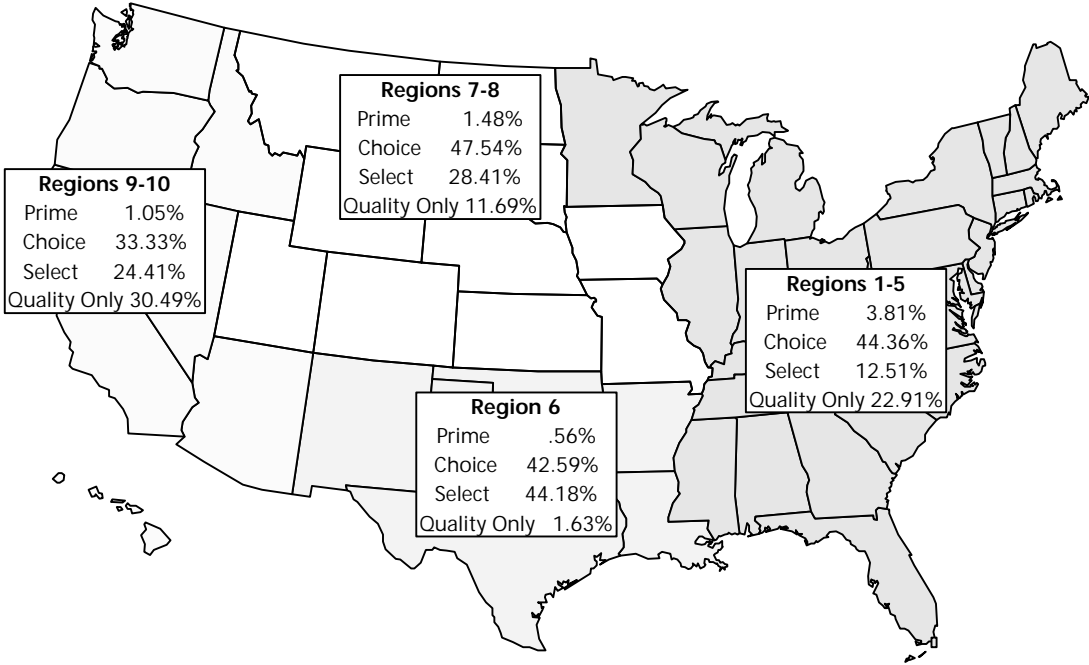 Regions 7-8
Prime 1.48%
Choice 47.54%
Select 28.41%
Quality Only 11.69%
Regions 9-10
Prime 1.05%
Choice 33.33%
Select 24.41%
Quality Only 30.49%
Regions 1-5
Prime 3.81%
Choice 44.36%
Select 12.51%
Quality Only 22.91%
Region 6
Prime .56%
Choice 42.59%
Select 44.18%
Quality Only 1.63%